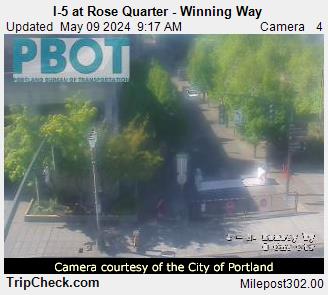 I-5 at Rose Quarter - Winning Way
Updated May 09 2024 9:17 AM Camera 4
PBOT
PORTLAND BUREAU OF TRANSPORTATION
Camera courtesy of the City of Portland
TripCheck.com Milepost302.00